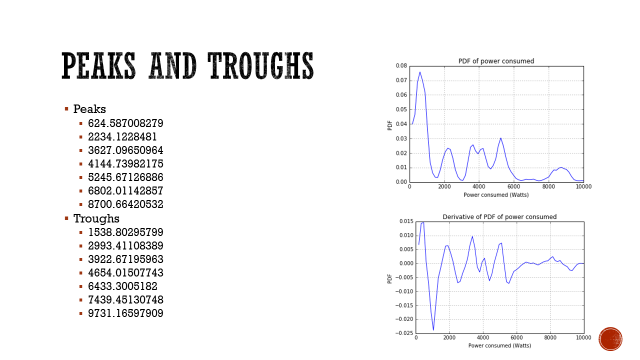 PEAKS AND TROUGHS
Peaks
624.587008279
2234.1228481
3627.09650964
4144.73982175
5245.67126886
6802.01142857
8700.66420532
Troughs
1538.80295799
2993.41108389
3922.67195963
4654.01507743
6433.3005182
7439.45130748
9731.16597909
PDF of power consumed
0.08
0.07
0.06
0.05
0.04
0.03
0.02
0.01
0.00
PDF
0 2000 4000 6000 8000 10000
Power consumed (Watts)
Derivative of PDF of power consumed
0.015
0.010
0.005
0.000
−0.005
−0.010
−0.015
−0.020
−0.025
PDF
0 2000 4000 6000 8000 10000
Power consumed (Watts)